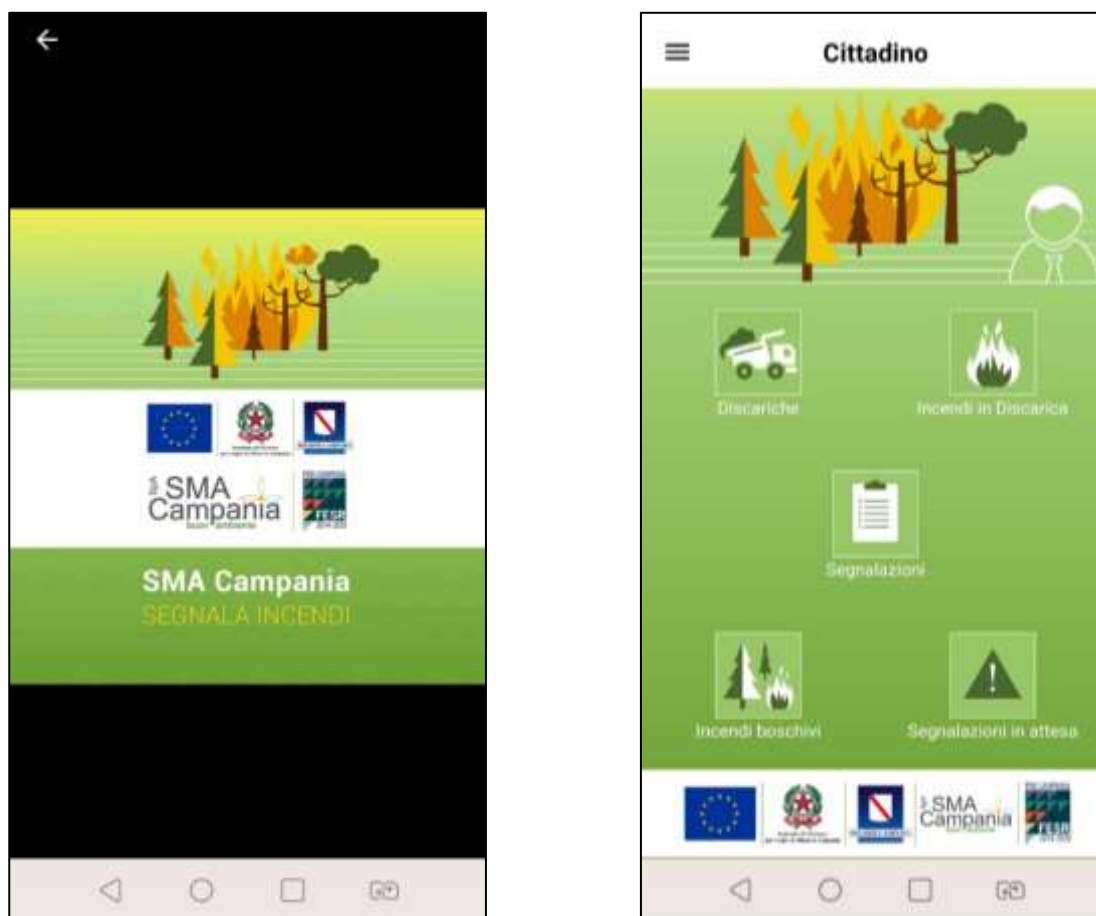 SMA
Campania
SMA Campania
SEGNALA INCENDI
Cittadino
Discariche
Incendi in Discarica
Segnalazioni
Incendi boschivi
Segnalazioni in attesa
SMA
Campania
FESR